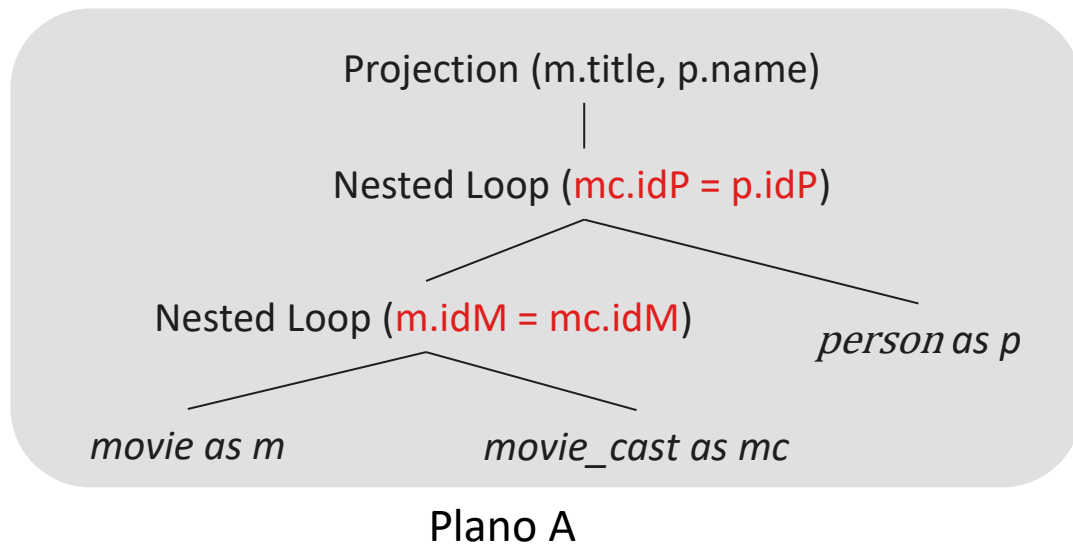 Projection (m.title, p.name)
Nested Loop (mc.idP = p.idP)
Nested Loop (m.idM = mc.idM)
person as p
movie as m
movie_cast as mc
Plano A